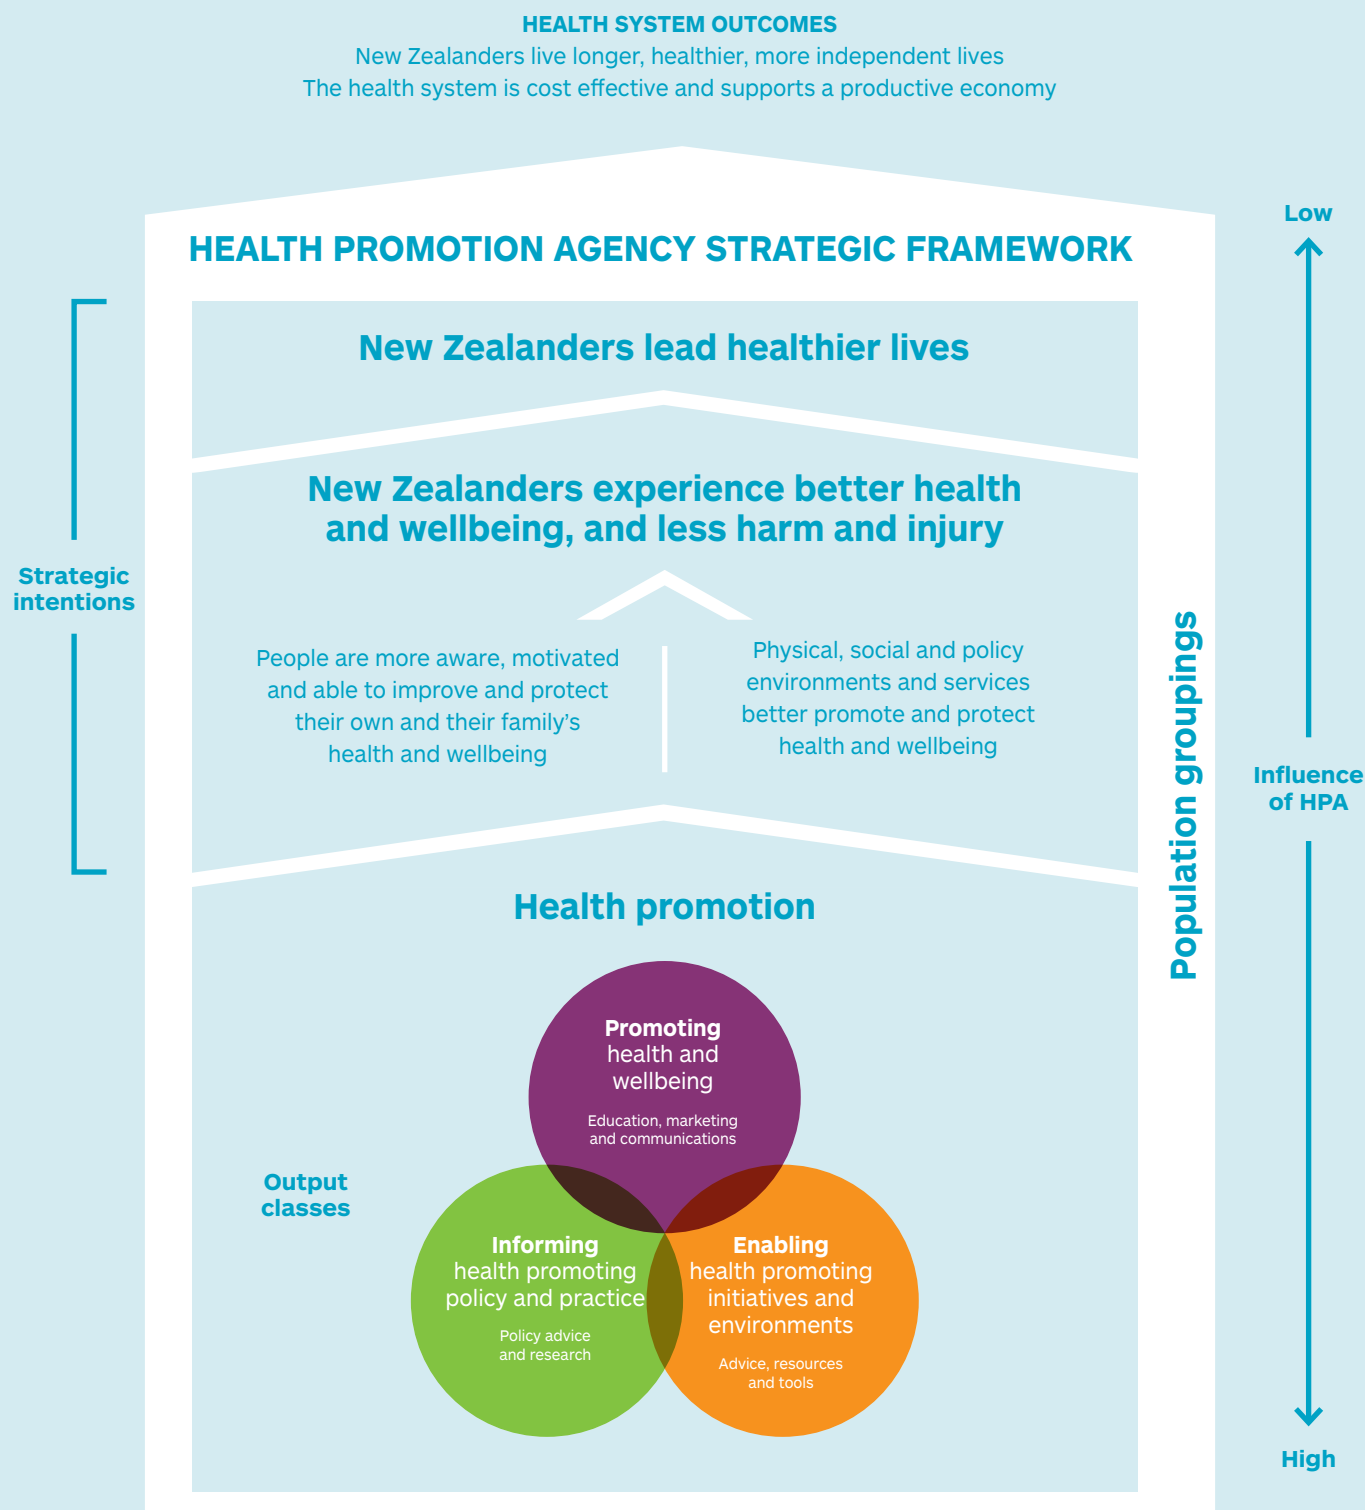 HEALTH SYSTEM OUTCOMES
New Zealanders live longer, healthier, more independent lives
The health system is cost effective and supports a productive economy
HEALTH PROMOTION AGENCY STRATEGIC FRAMEWORK
New Zealanders lead healthier lives
New Zealanders experience better health
and wellbeing, and less harm and injury
People are more aware, motivated
and able to improve and protect
their own and their family’s
health and wellbeing
Physical, social and policy
environments and services
better promote and protect
health and wellbeing
Strategic
intentions
Health promotion
Promoting
health and
wellbeing
Education, marketing
and communications
Output
classes
Informing
health promoting
policy and practice
Policy advice
and research
Enabling
health promoting
initiatives and
environments
Advice, resources
and tools
Population groupings
Low
Influence
of HPA
High